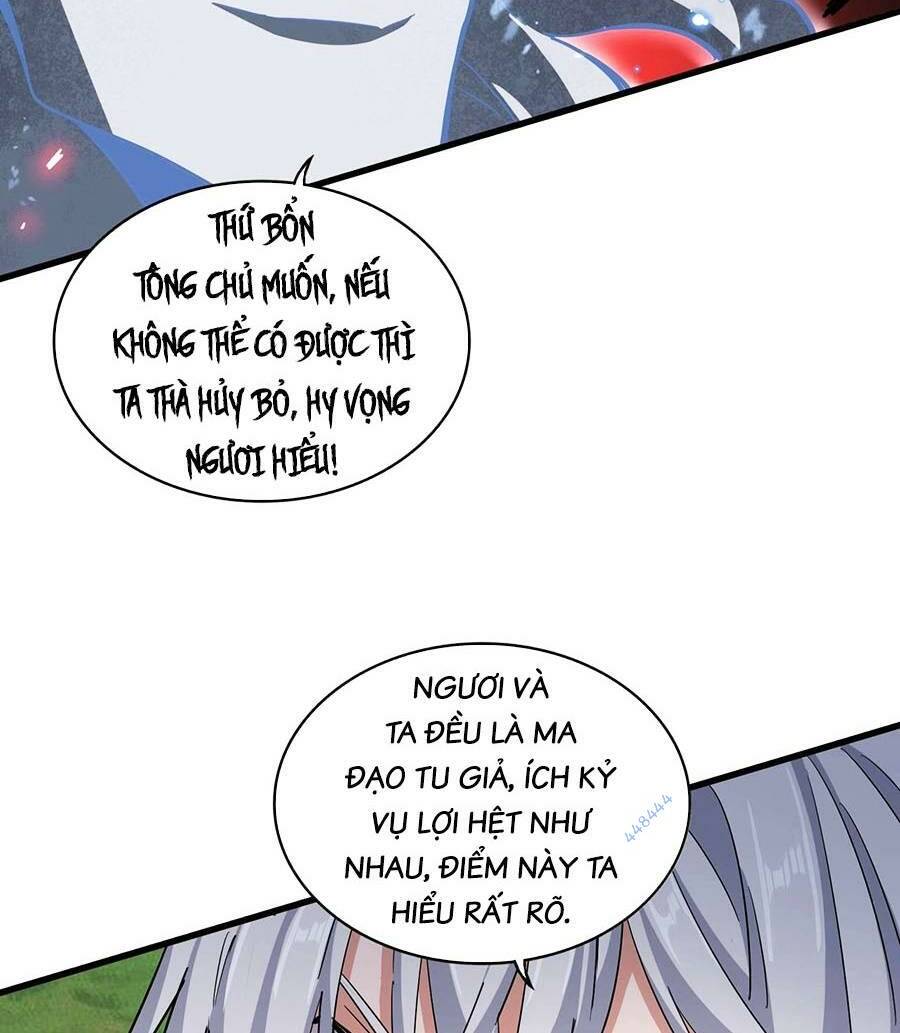 THỨ BỔN
TÔNG CHỦ MUỐN, NẾU
KHÔNG THỂ CÓ ĐƯỢC THÌ
TA THÀ HỦY BỎ, HY VỌNG
NGƯƠI HIỂU!
NGƯƠI VÀ
TA ĐỀU LÀ MA
ĐẠO TU GIẢ, ÍCH KỶ
VỤ LỢI HỆT NHƯ
NHAU, ĐIỂM NÀY TA
HIỂU RẤT RÕ.
448444